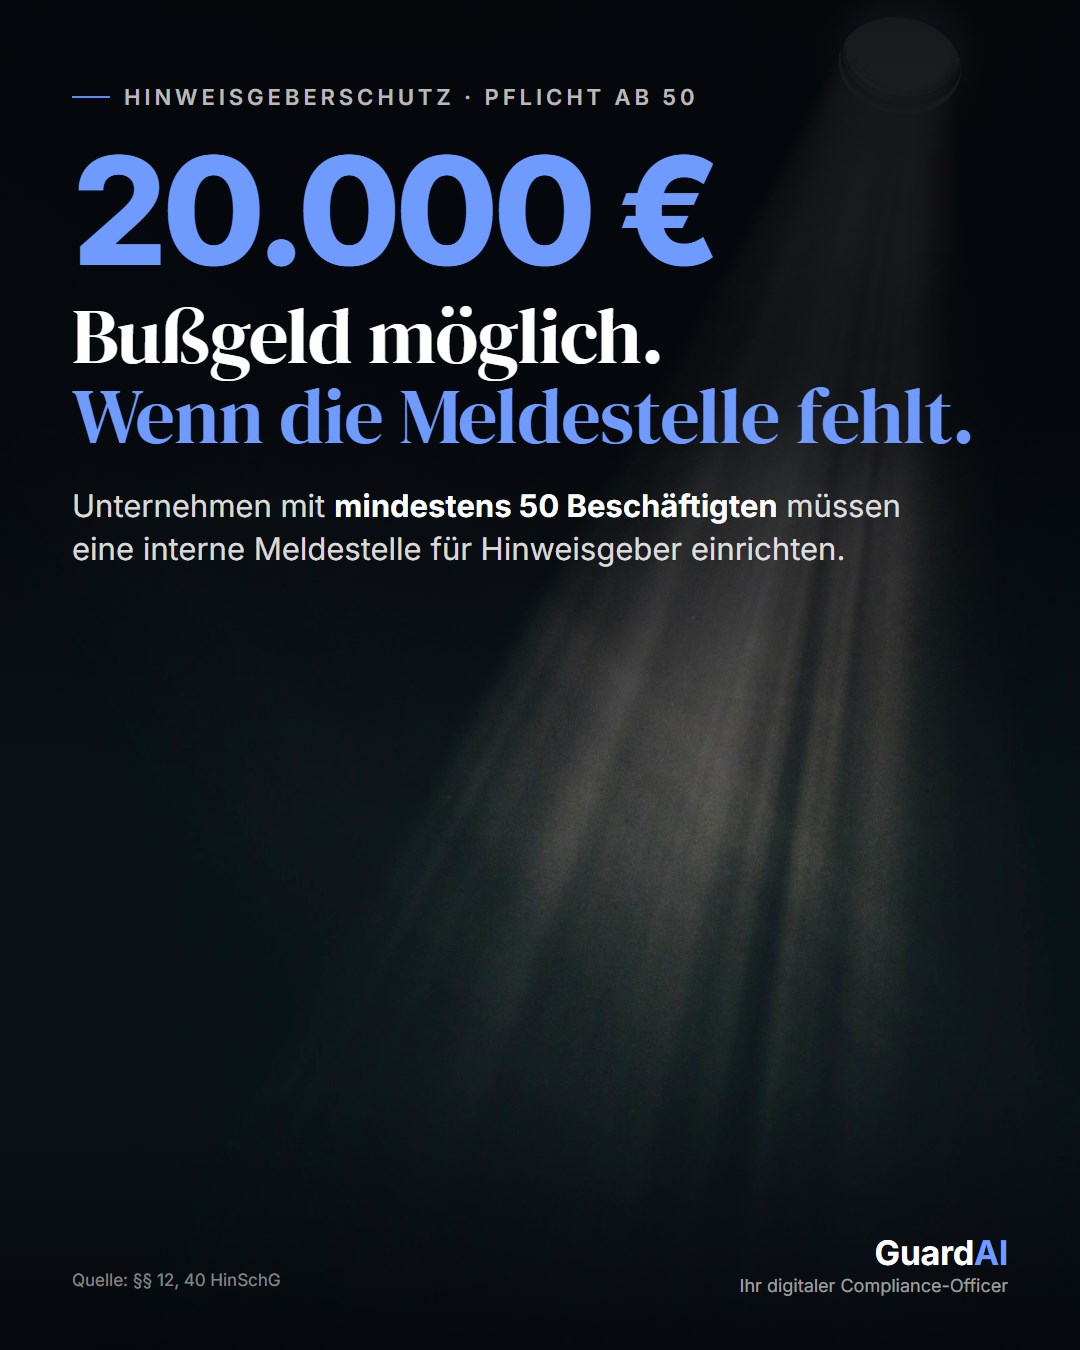 HINWEISGEBERSCHUTZ · PFLICHT AB 50
20.000 €
Bußgeld möglich.
Wenn die Meldestelle fehlt.
Unternehmen mit mindestens 50 Beschäftigten müssen
eine interne Meldestelle für Hinweisgeber einrichten.
Quelle: §§ 12, 40 HinSchG
GuardAI
Ihr digitaler Compliance-Officer